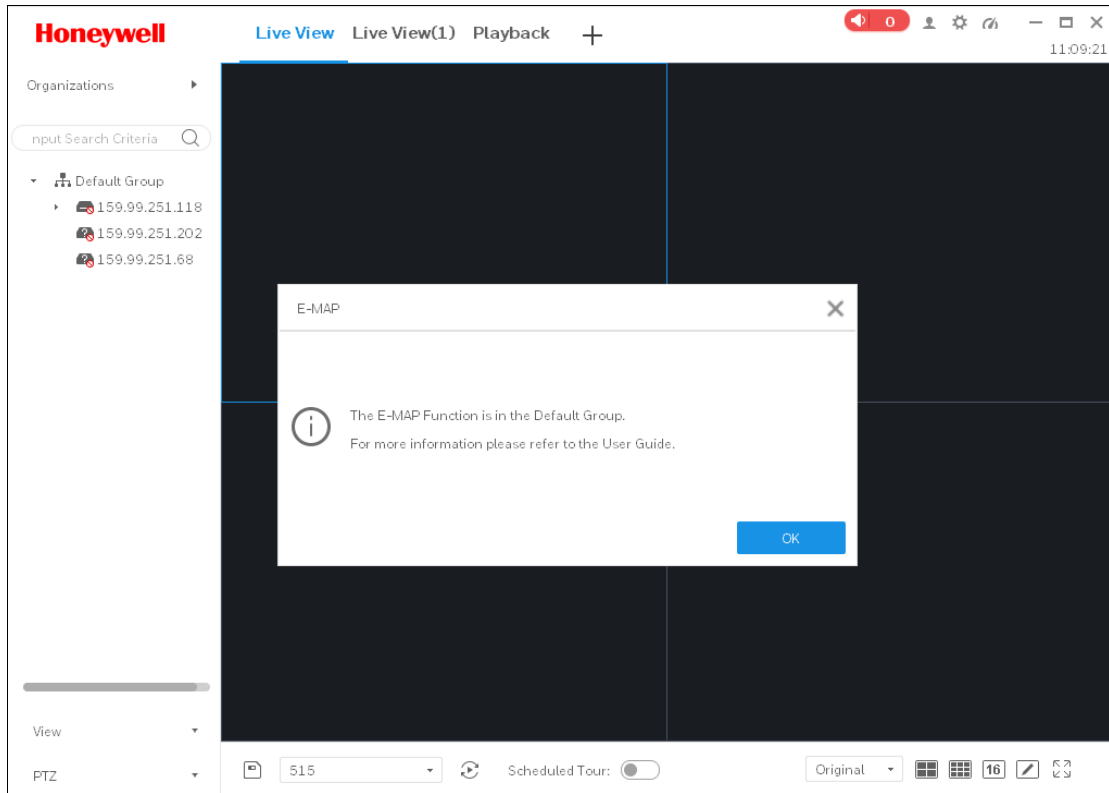 Honeywell
Live View Live View(1) Playback
0
11:09:21
Organizations
nput Search Criteria
Default Group
159.99.251.118
159.99.251.202
159.99.251.68
E-MAP
The E-MAP Function is in the Default Group.
For more information please refer to the User Guide.
OK
View
PTZ
515
Scheduled Tour:
Original
16